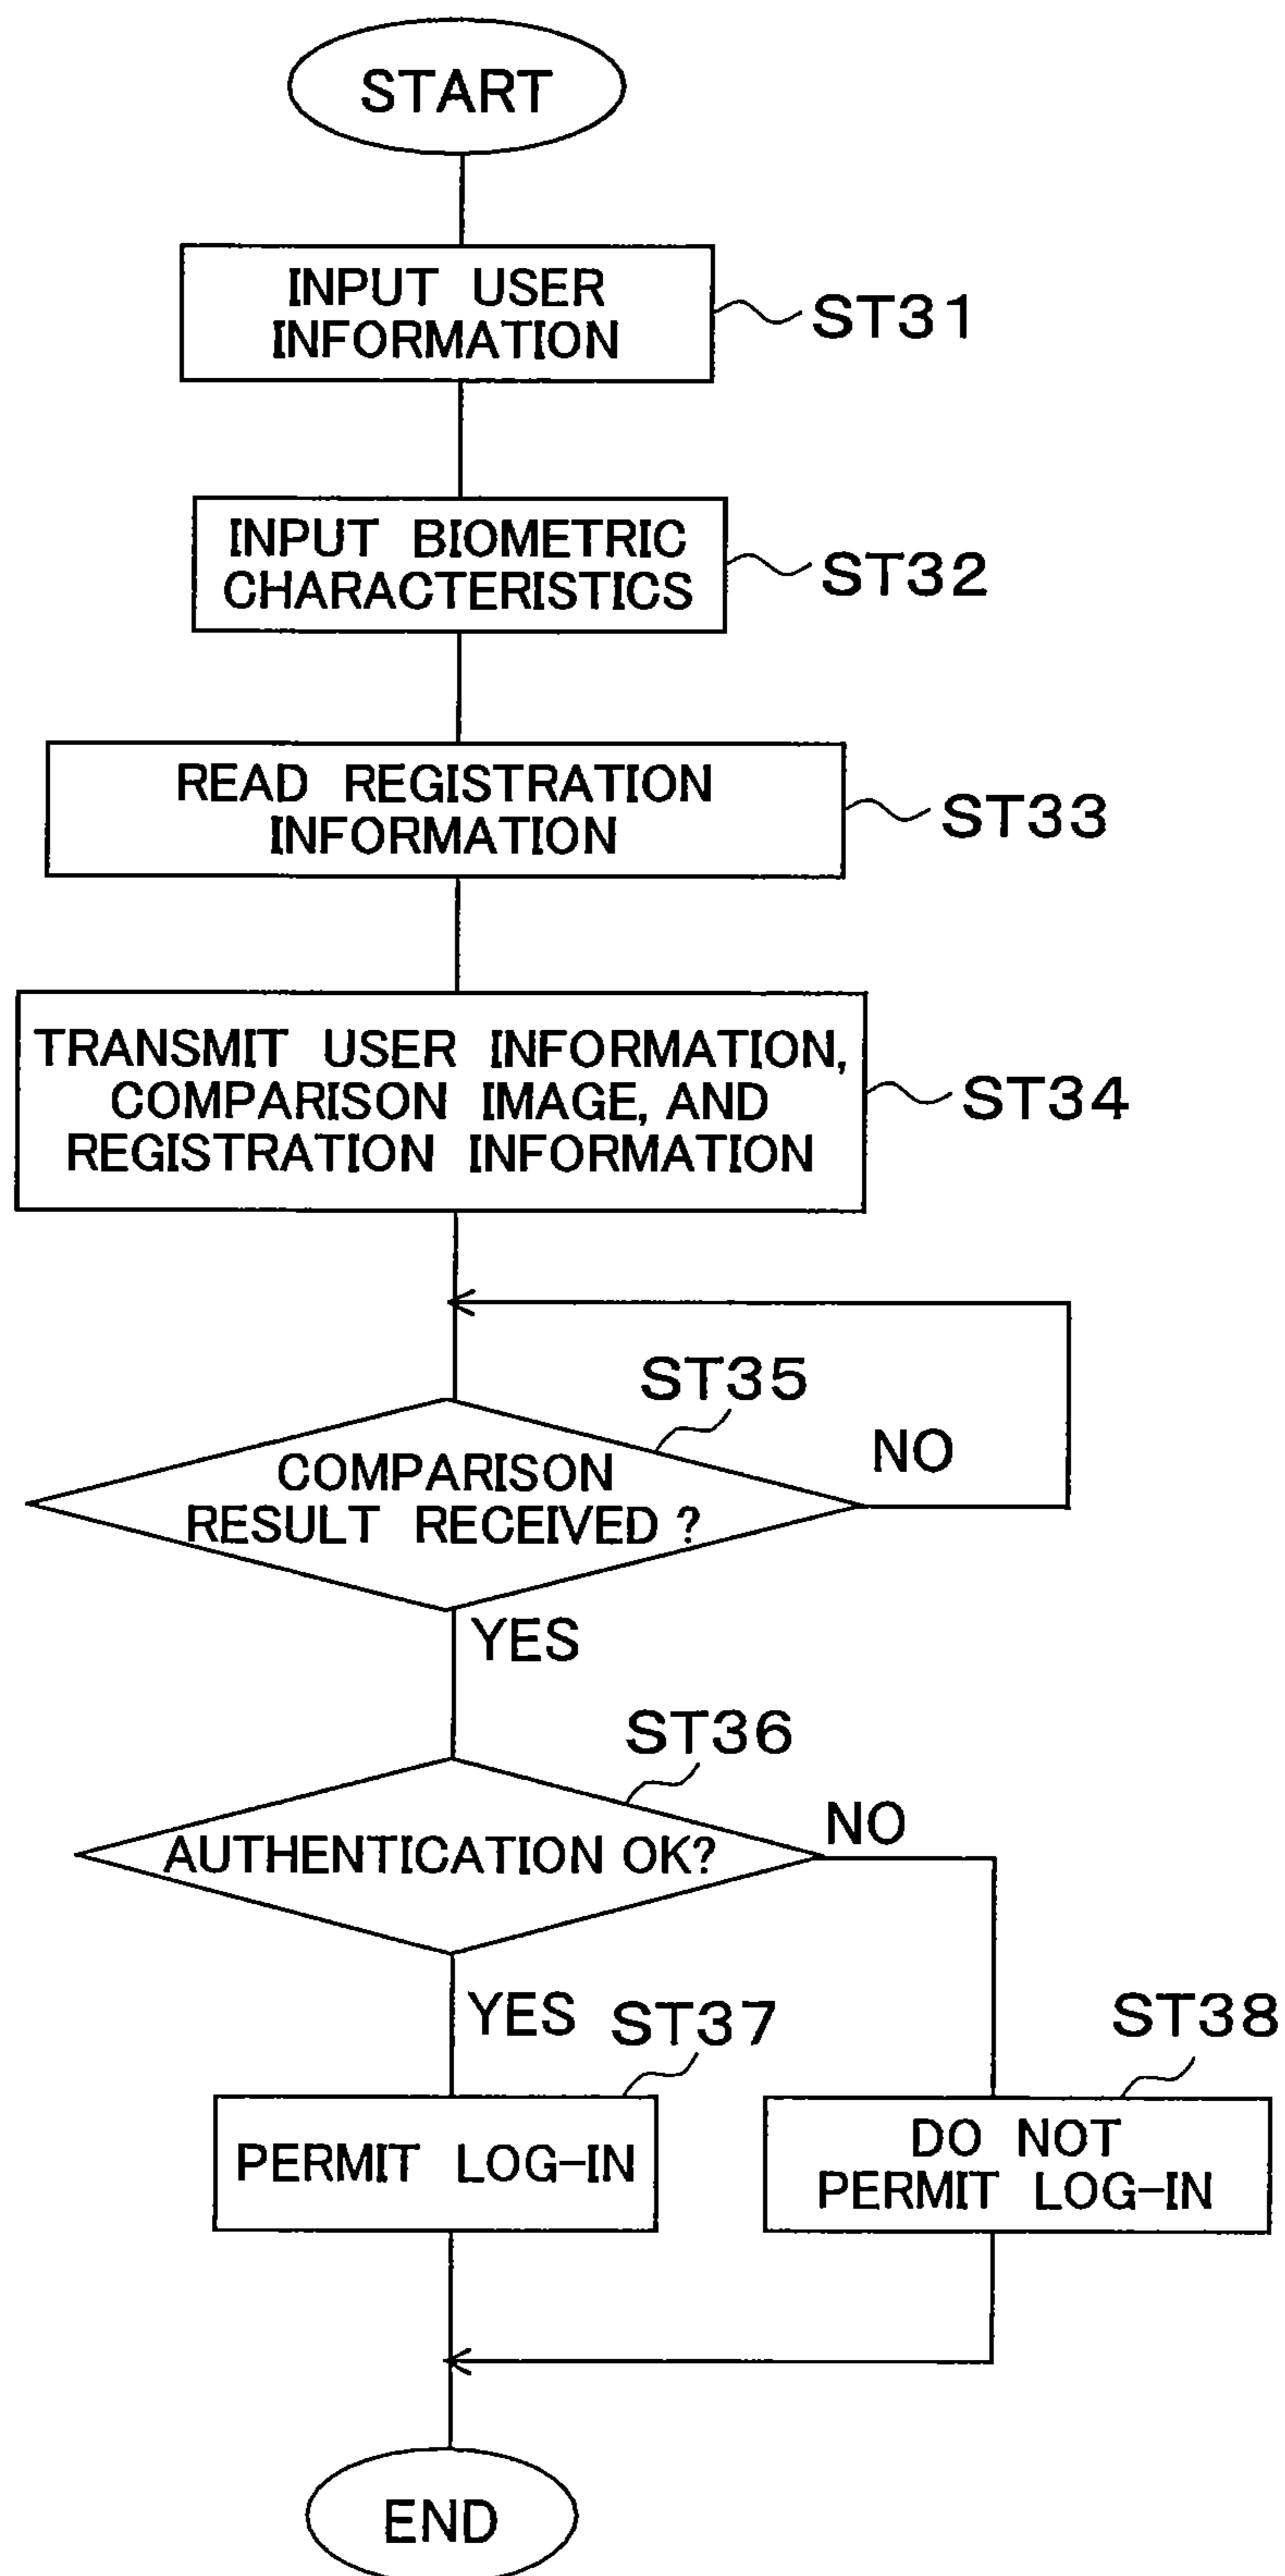 START
INPUT USER
INFORMATION
ST31
INPUT BIOMETRIC
CHARACTERISTICS
ST32
READ REGISTRATION
INFORMATION
ST33
TRANSMIT USER INFORMATION,
COMPARISON IMAGE, AND
REGISTRATION INFORMATION
ST34
ST35
COMPARISON
RESULT RECEIVED ?
NO
YES
ST36
AUTHENTICATION OK?
NO
YES
ST37
PERMIT LOG-IN
ST38
DO NOT
PERMIT LOG-IN
END